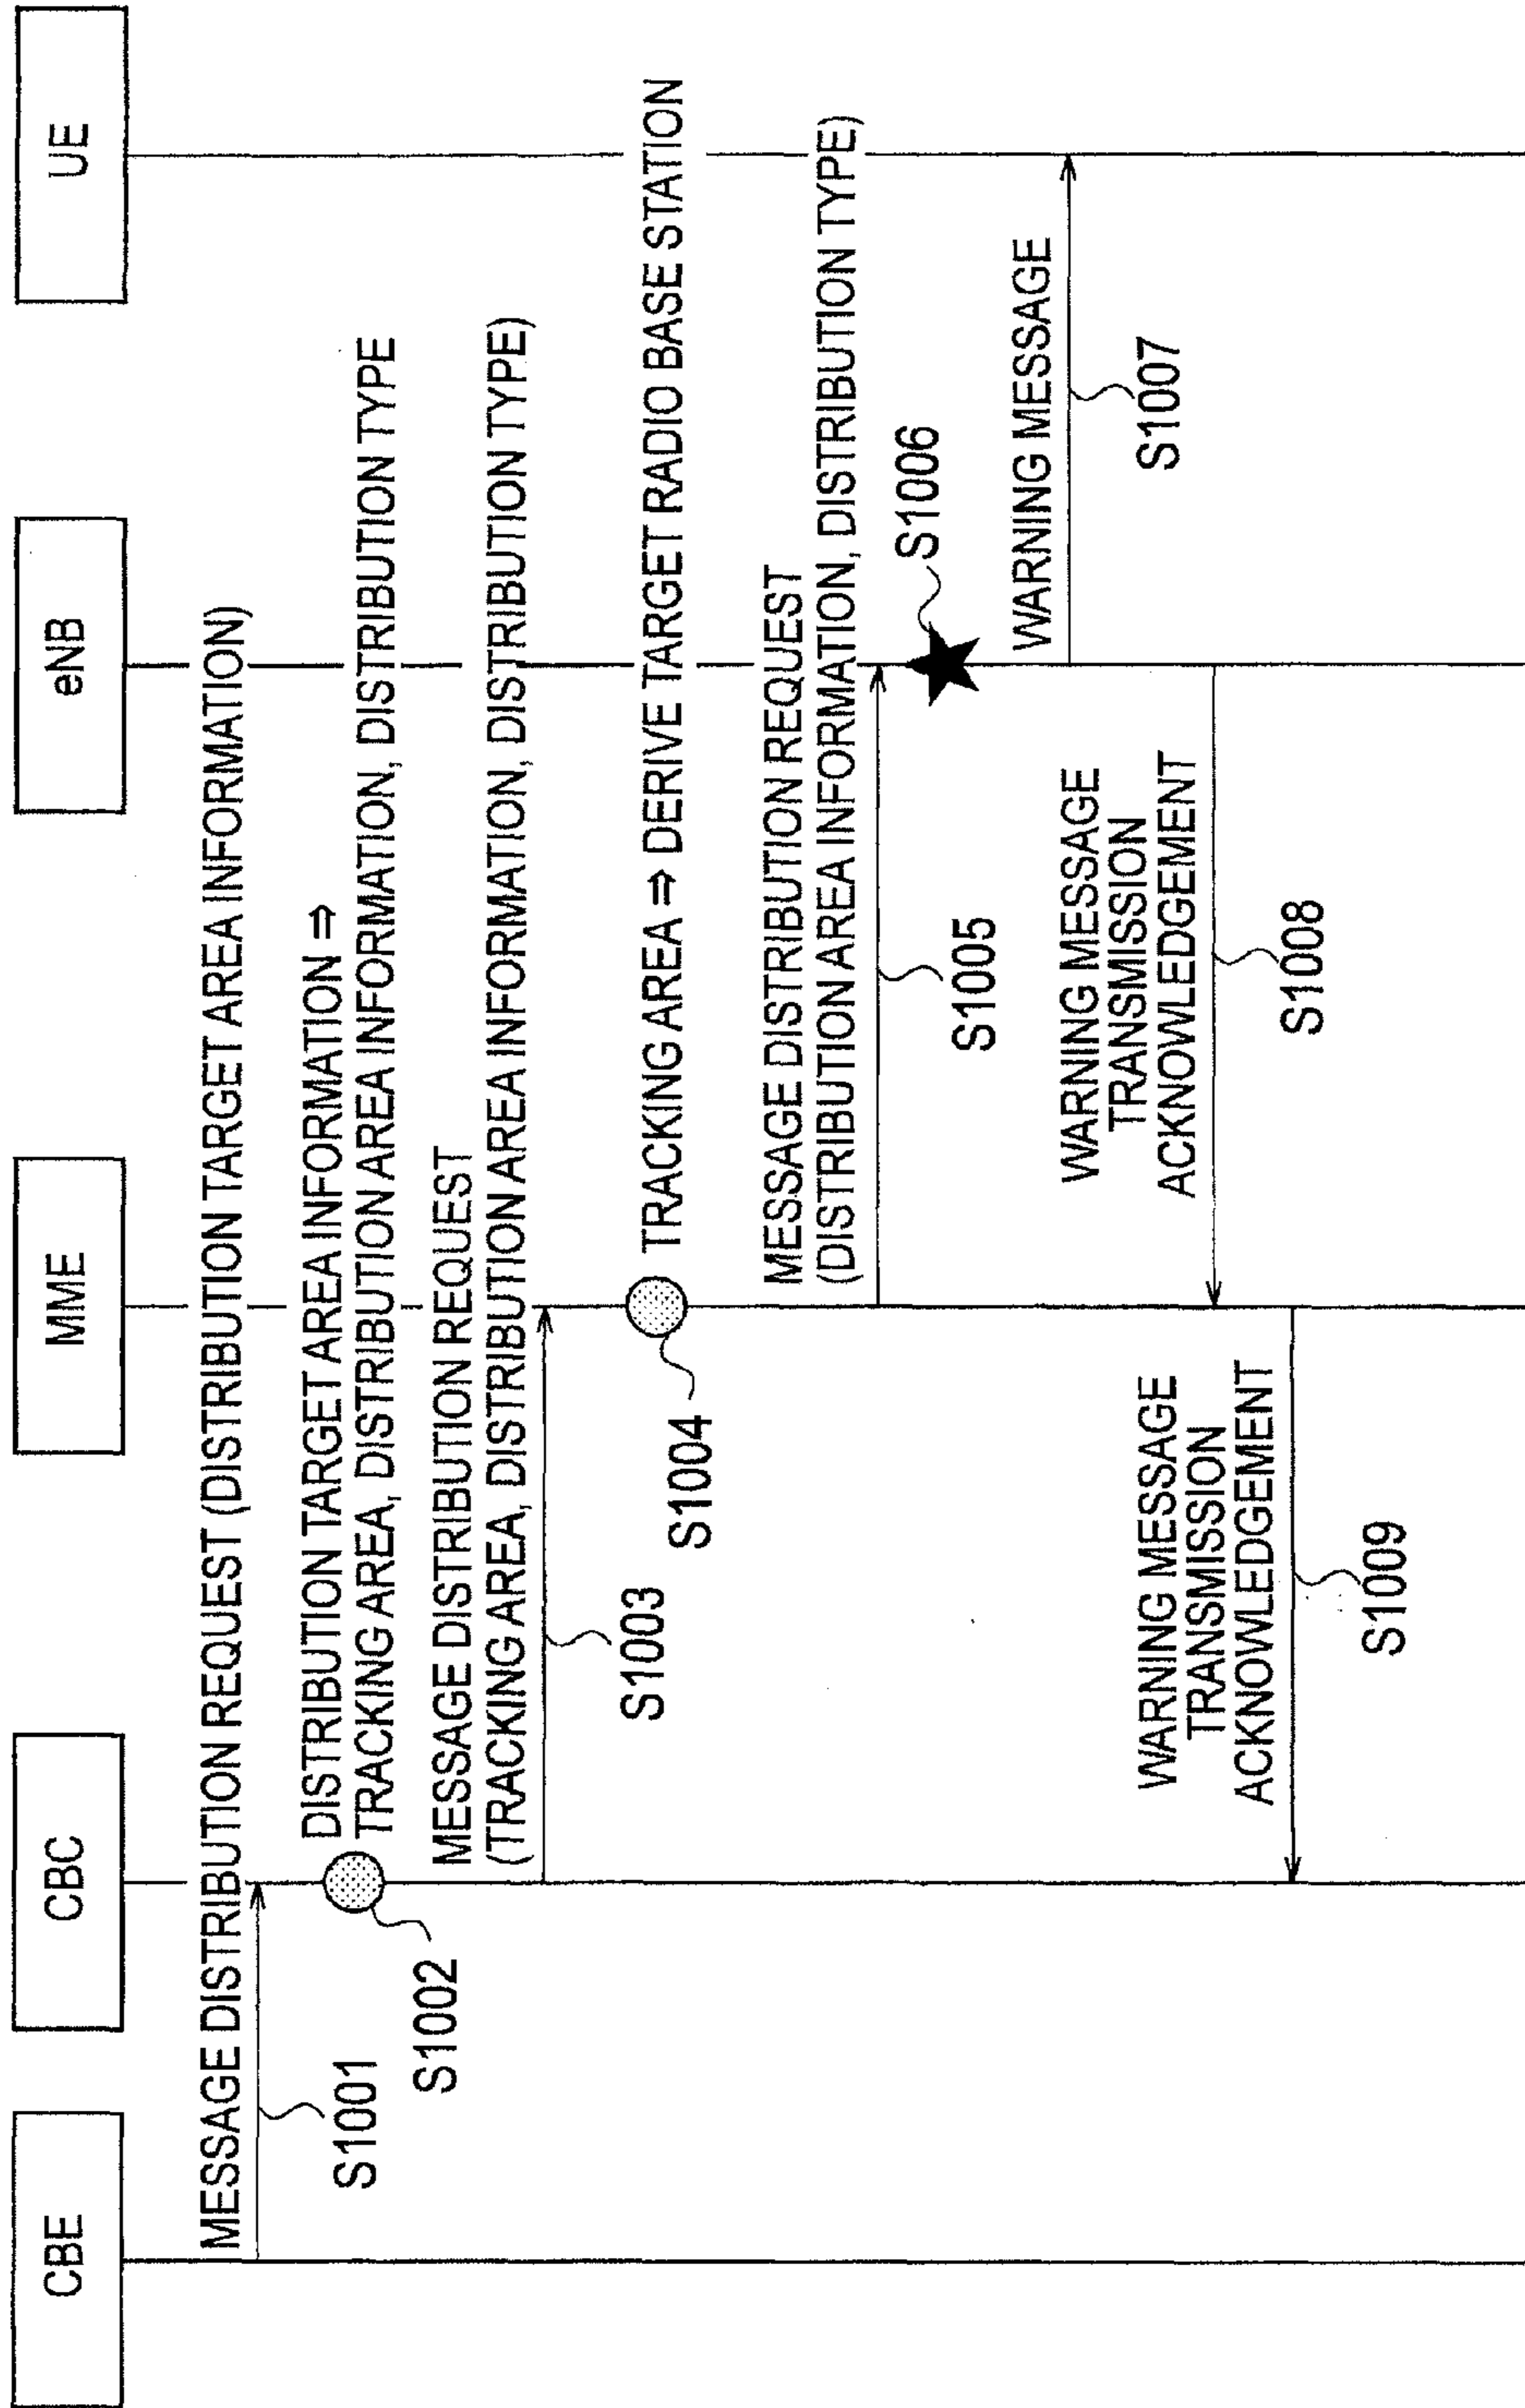 CBE
CBC
MME
eNB
UE
MESSAGE DISTRIBUTION REQUEST (DISTRIBUTION TARGET AREA INFORMATION)
S1001
DISTRIBUTION TARGET AREA INFORMATION ⇒
TRACKING AREA, DISTRIBUTION AREA INFORMATION, DISTRIBUTION TYPE
S1002
MESSAGE DISTRIBUTION REQUEST
(TRACKING AREA, DISTRIBUTION AREA INFORMATION, DISTRIBUTION TYPE)
S1003
TRACKING AREA ⇒ DERIVE TARGET RADIO BASE STATION
S1004
MESSAGE DISTRIBUTION REQUEST
(DISTRIBUTION AREA INFORMATION, DISTRIBUTION TYPE)
S1005
S1006
WARNING MESSAGE
S1007
WARNING MESSAGE
TRANSMISSION
ACKNOWLEDGEMENT
S1008
WARNING MESSAGE
TRANSMISSION
ACKNOWLEDGEMENT
S1009